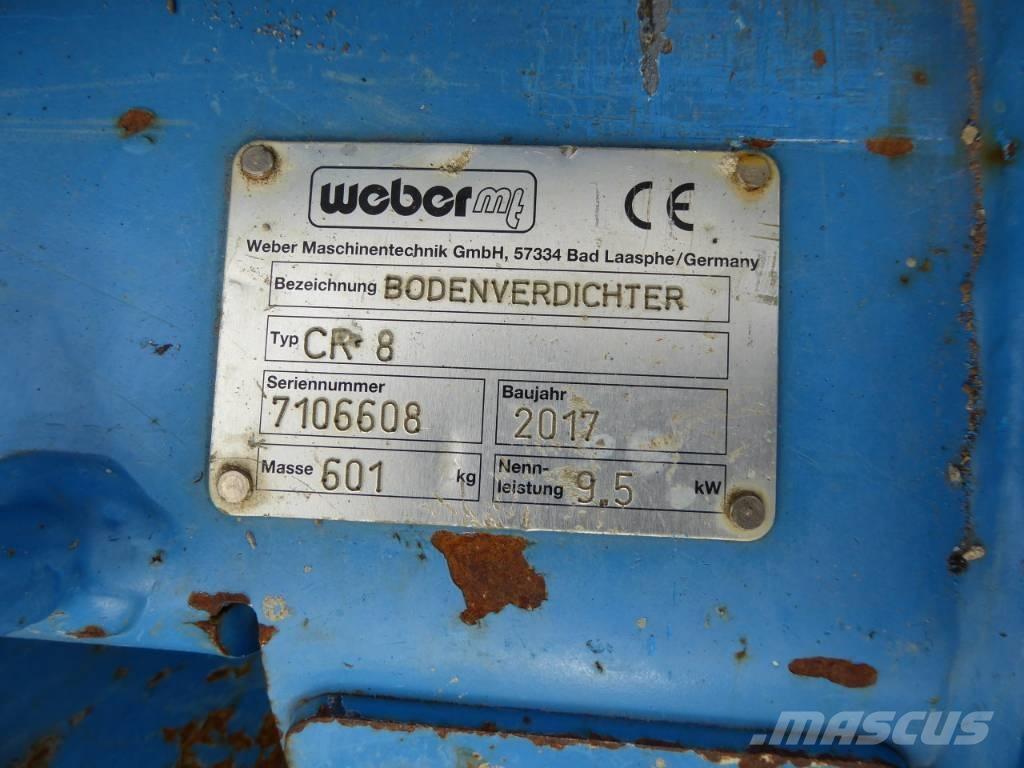 weber mt CE
Weber Maschinentechnik GmbH, 57334 Bad Laasphe/Germany
Bezeichnung BODENVERDICHTER
Typ CR 8
Seriennummer
7106608
Baujahr
2017
Masse 601 kg
Nenn-
leistung 9.5 kW
MASCUS